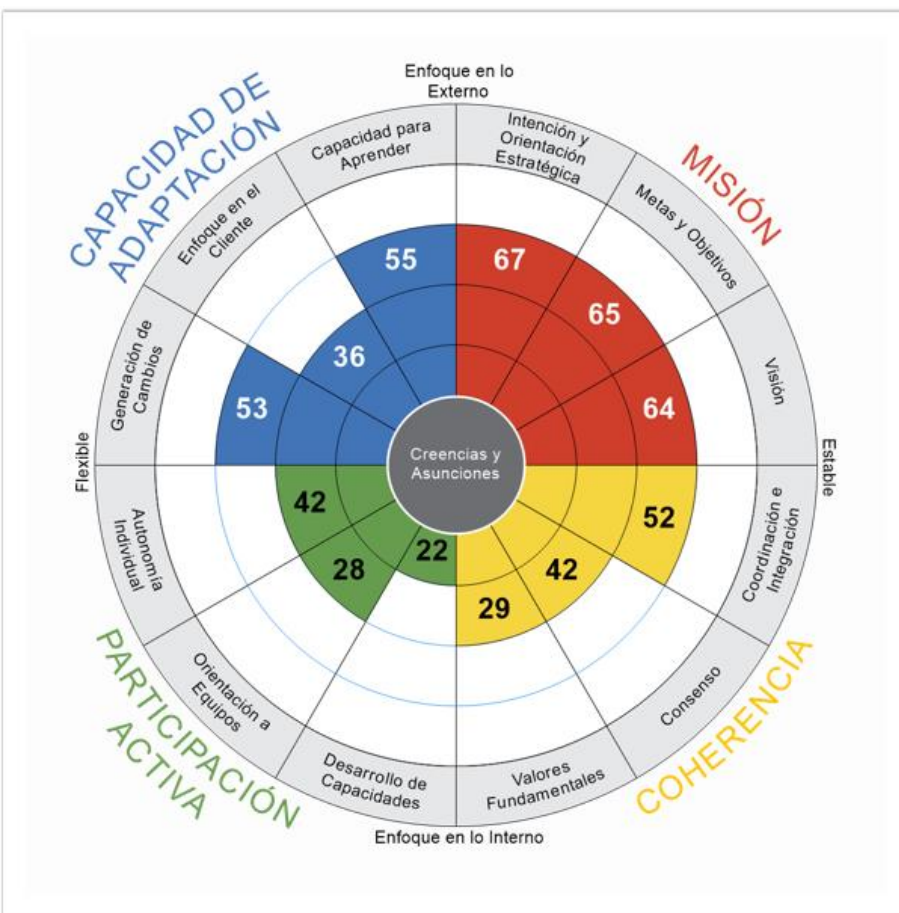 Enfoque en lo
Externo
CAPACIDAD DE
ADAPTACIÓN
MISIÓN
Capacidad para
Aprender
Intención y
Orientación
Estratégica
Enfoque en el
Cliente
Metas y Objetivos
Generación de
Cambios
Visión
55
67
36
65
53
64
Flexible
Creencias y
Asunciones
Estable
42
28
22
52
42
29
Autonomía
Individual
Coordinación e
Integración
Orientación a
Equipos
Consenso
Desarrollo de
Capacidades
Valores
Fundamentales
PARTICIPACIÓN
ACTIVA
COHERENCIA
Enfoque en lo Interno